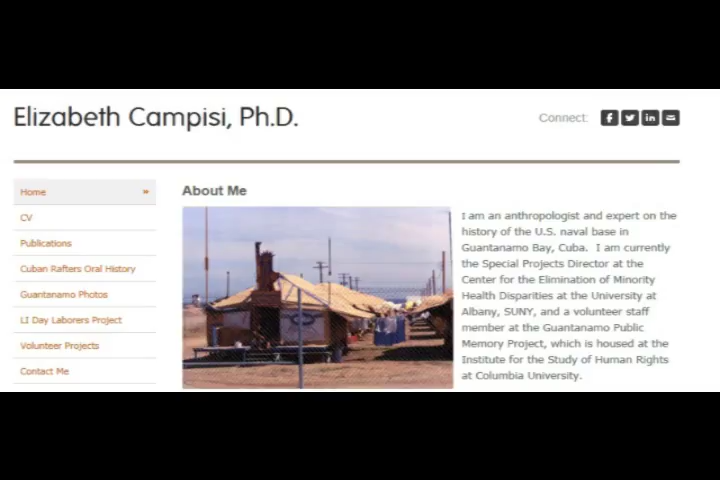 Elizabeth Campisi, Ph.D.
Connect:
Home »
CV
Publications
Cuban Rafters Oral History
Guantanamo Photos
LI Day Laborers Project
Volunteer Projects
Contact Me
About Me
I am an anthropologist and expert on the
history of the U.S. naval base in
Guantanamo Bay, Cuba. I am currently
the Special Projects Director at the
Center for the Elimination of Minority
Health Disparities at the University at
Albany, SUNY, and a volunteer staff
member at the Guantanamo Public
Memory Project, which is housed at the
Institute for the Study of Human Rights
at Columbia University.